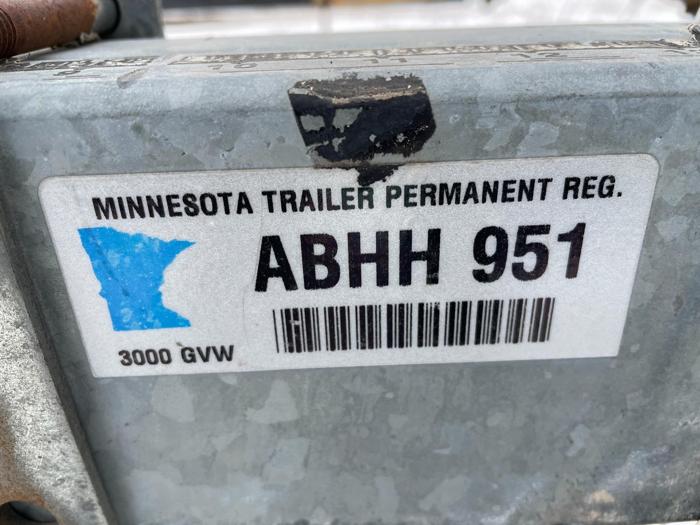 MINNESOTA TRAILER PERMANENT REG.
ABHH 951
3000 GVW